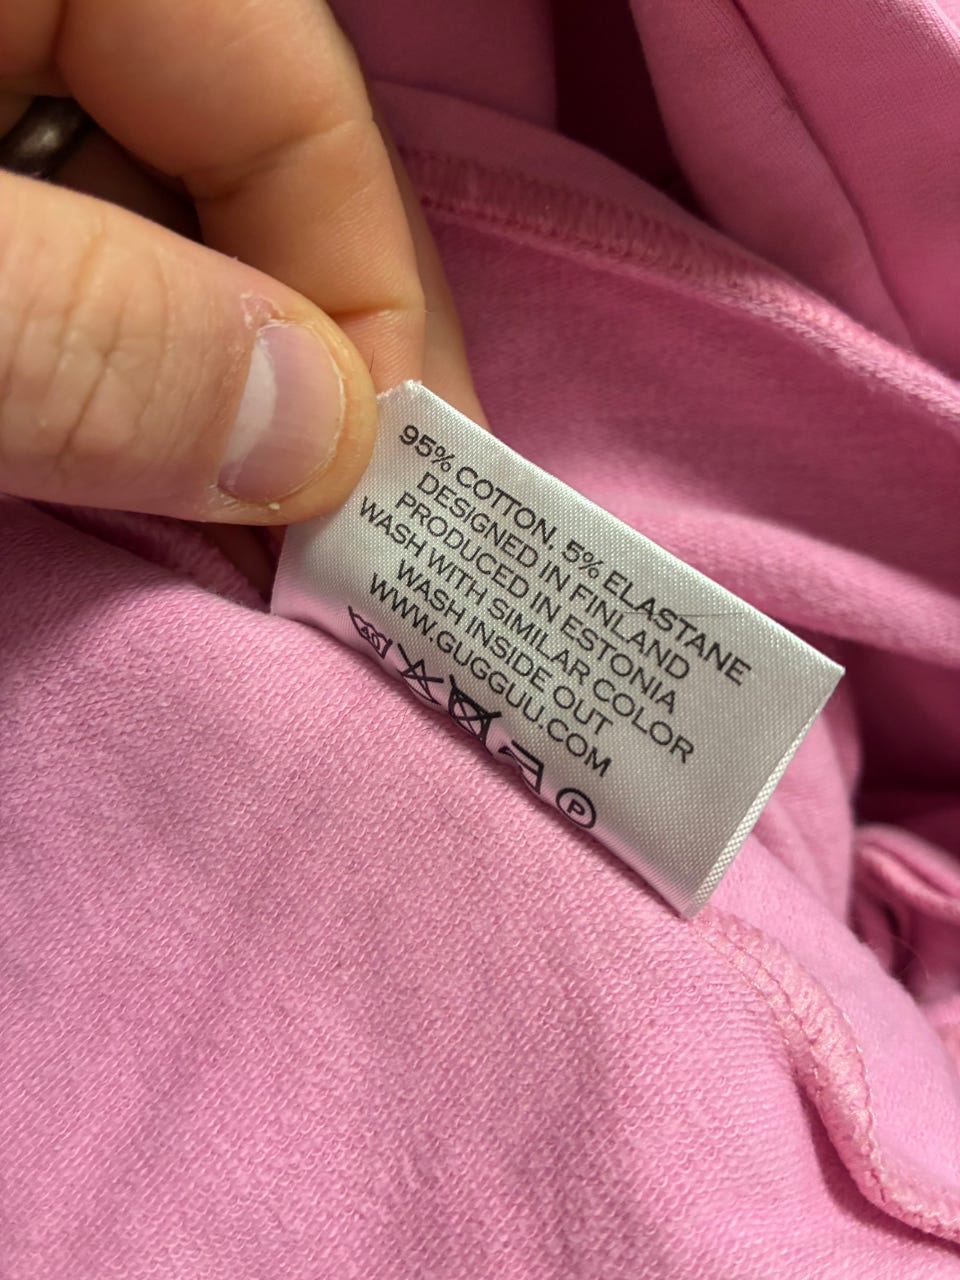 95% COTTON, 5% ELASTANE
DESIGNED IN FINLAND
PRODUCED IN ESTONIA
WASH WITH SIMILAR COLOR
WASH INSIDE OUT
WWW.GUGGUU.COM
40 P